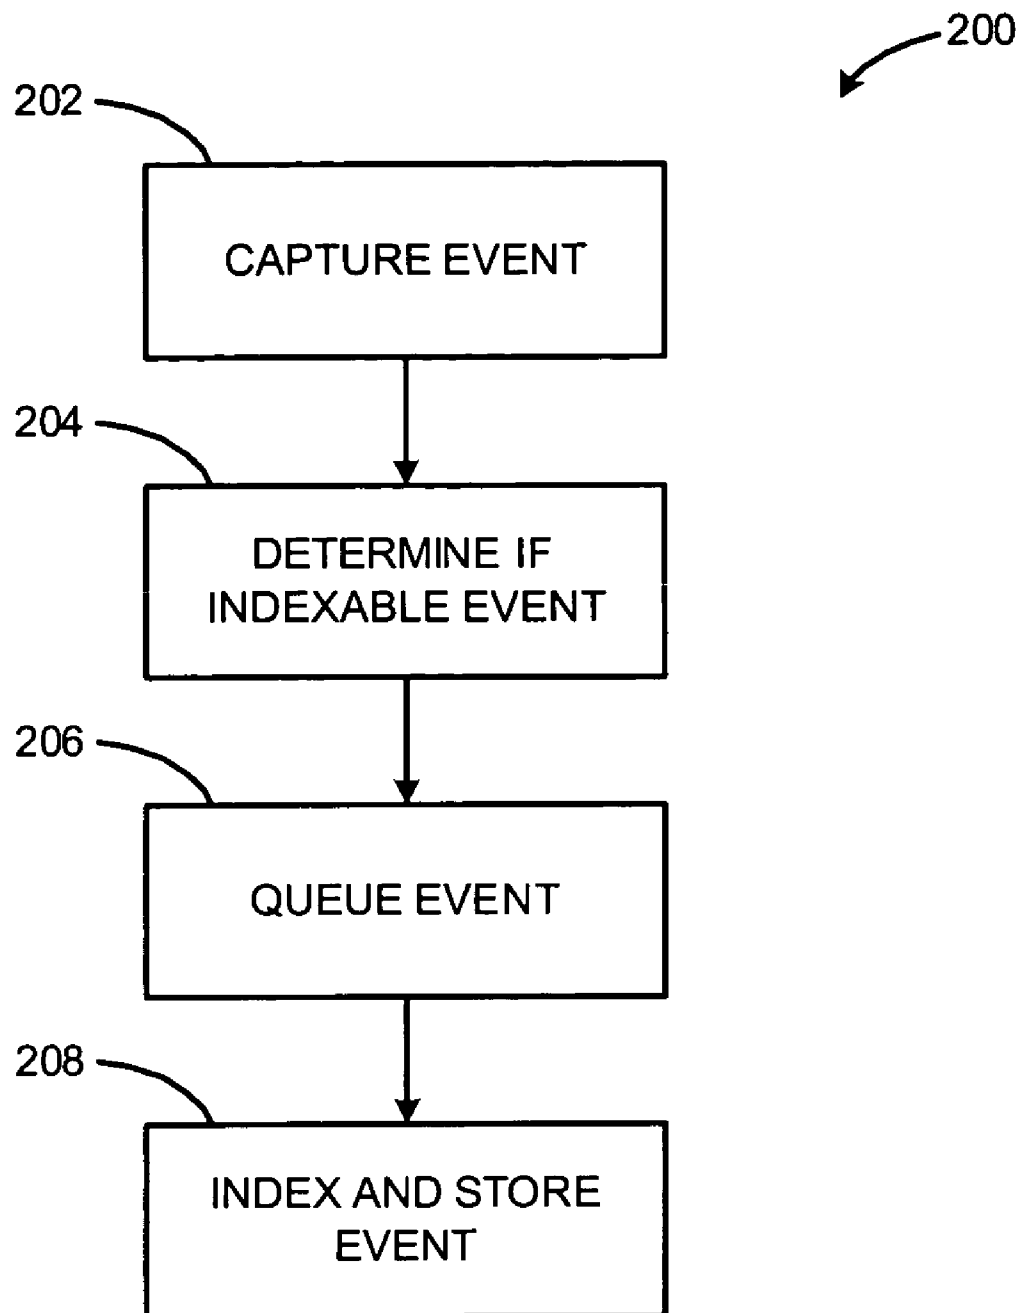 200
202
CAPTURE EVENT
204
DETERMINE IF
INDEXABLE EVENT
206
QUEUE EVENT
208
INDEX AND STORE
EVENT